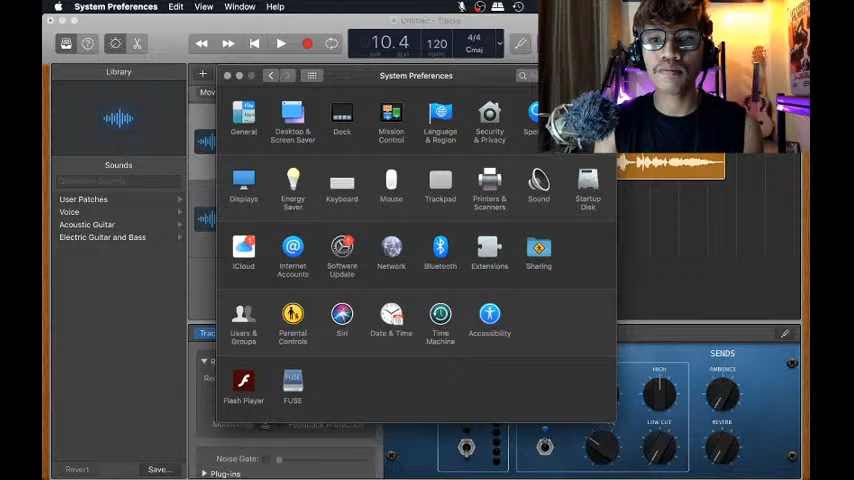 System Preferences Edit View Window Help
Untitled - Tracks
10.4
120
4/4
Cmaj
Library
System Preferences
General
Desktop &
Screen Saver
Dock
Mission
Control
Language
& Region
Security
& Privacy
Sounds
Displays
Energy
Saver
Keyboard
Mouse
Trackpad
Printers &
Scanners
Sound
Startup
Disk
User Patches
Voice
Acoustic Guitar
Electric Guitar and Bass
iCloud
Internet
Accounts
Software
Update
Network
Bluetooth
Extensions
Sharing
Users &
Groups
Parental
Controls
Siri
Date & Time
Time
Machine
Accessibility
SENDS
HIGH
AMBIENCE
Flash Player
FUSE
LOW CUT
REVERB
Noise Gate
Plug-ins
Revert
Save...